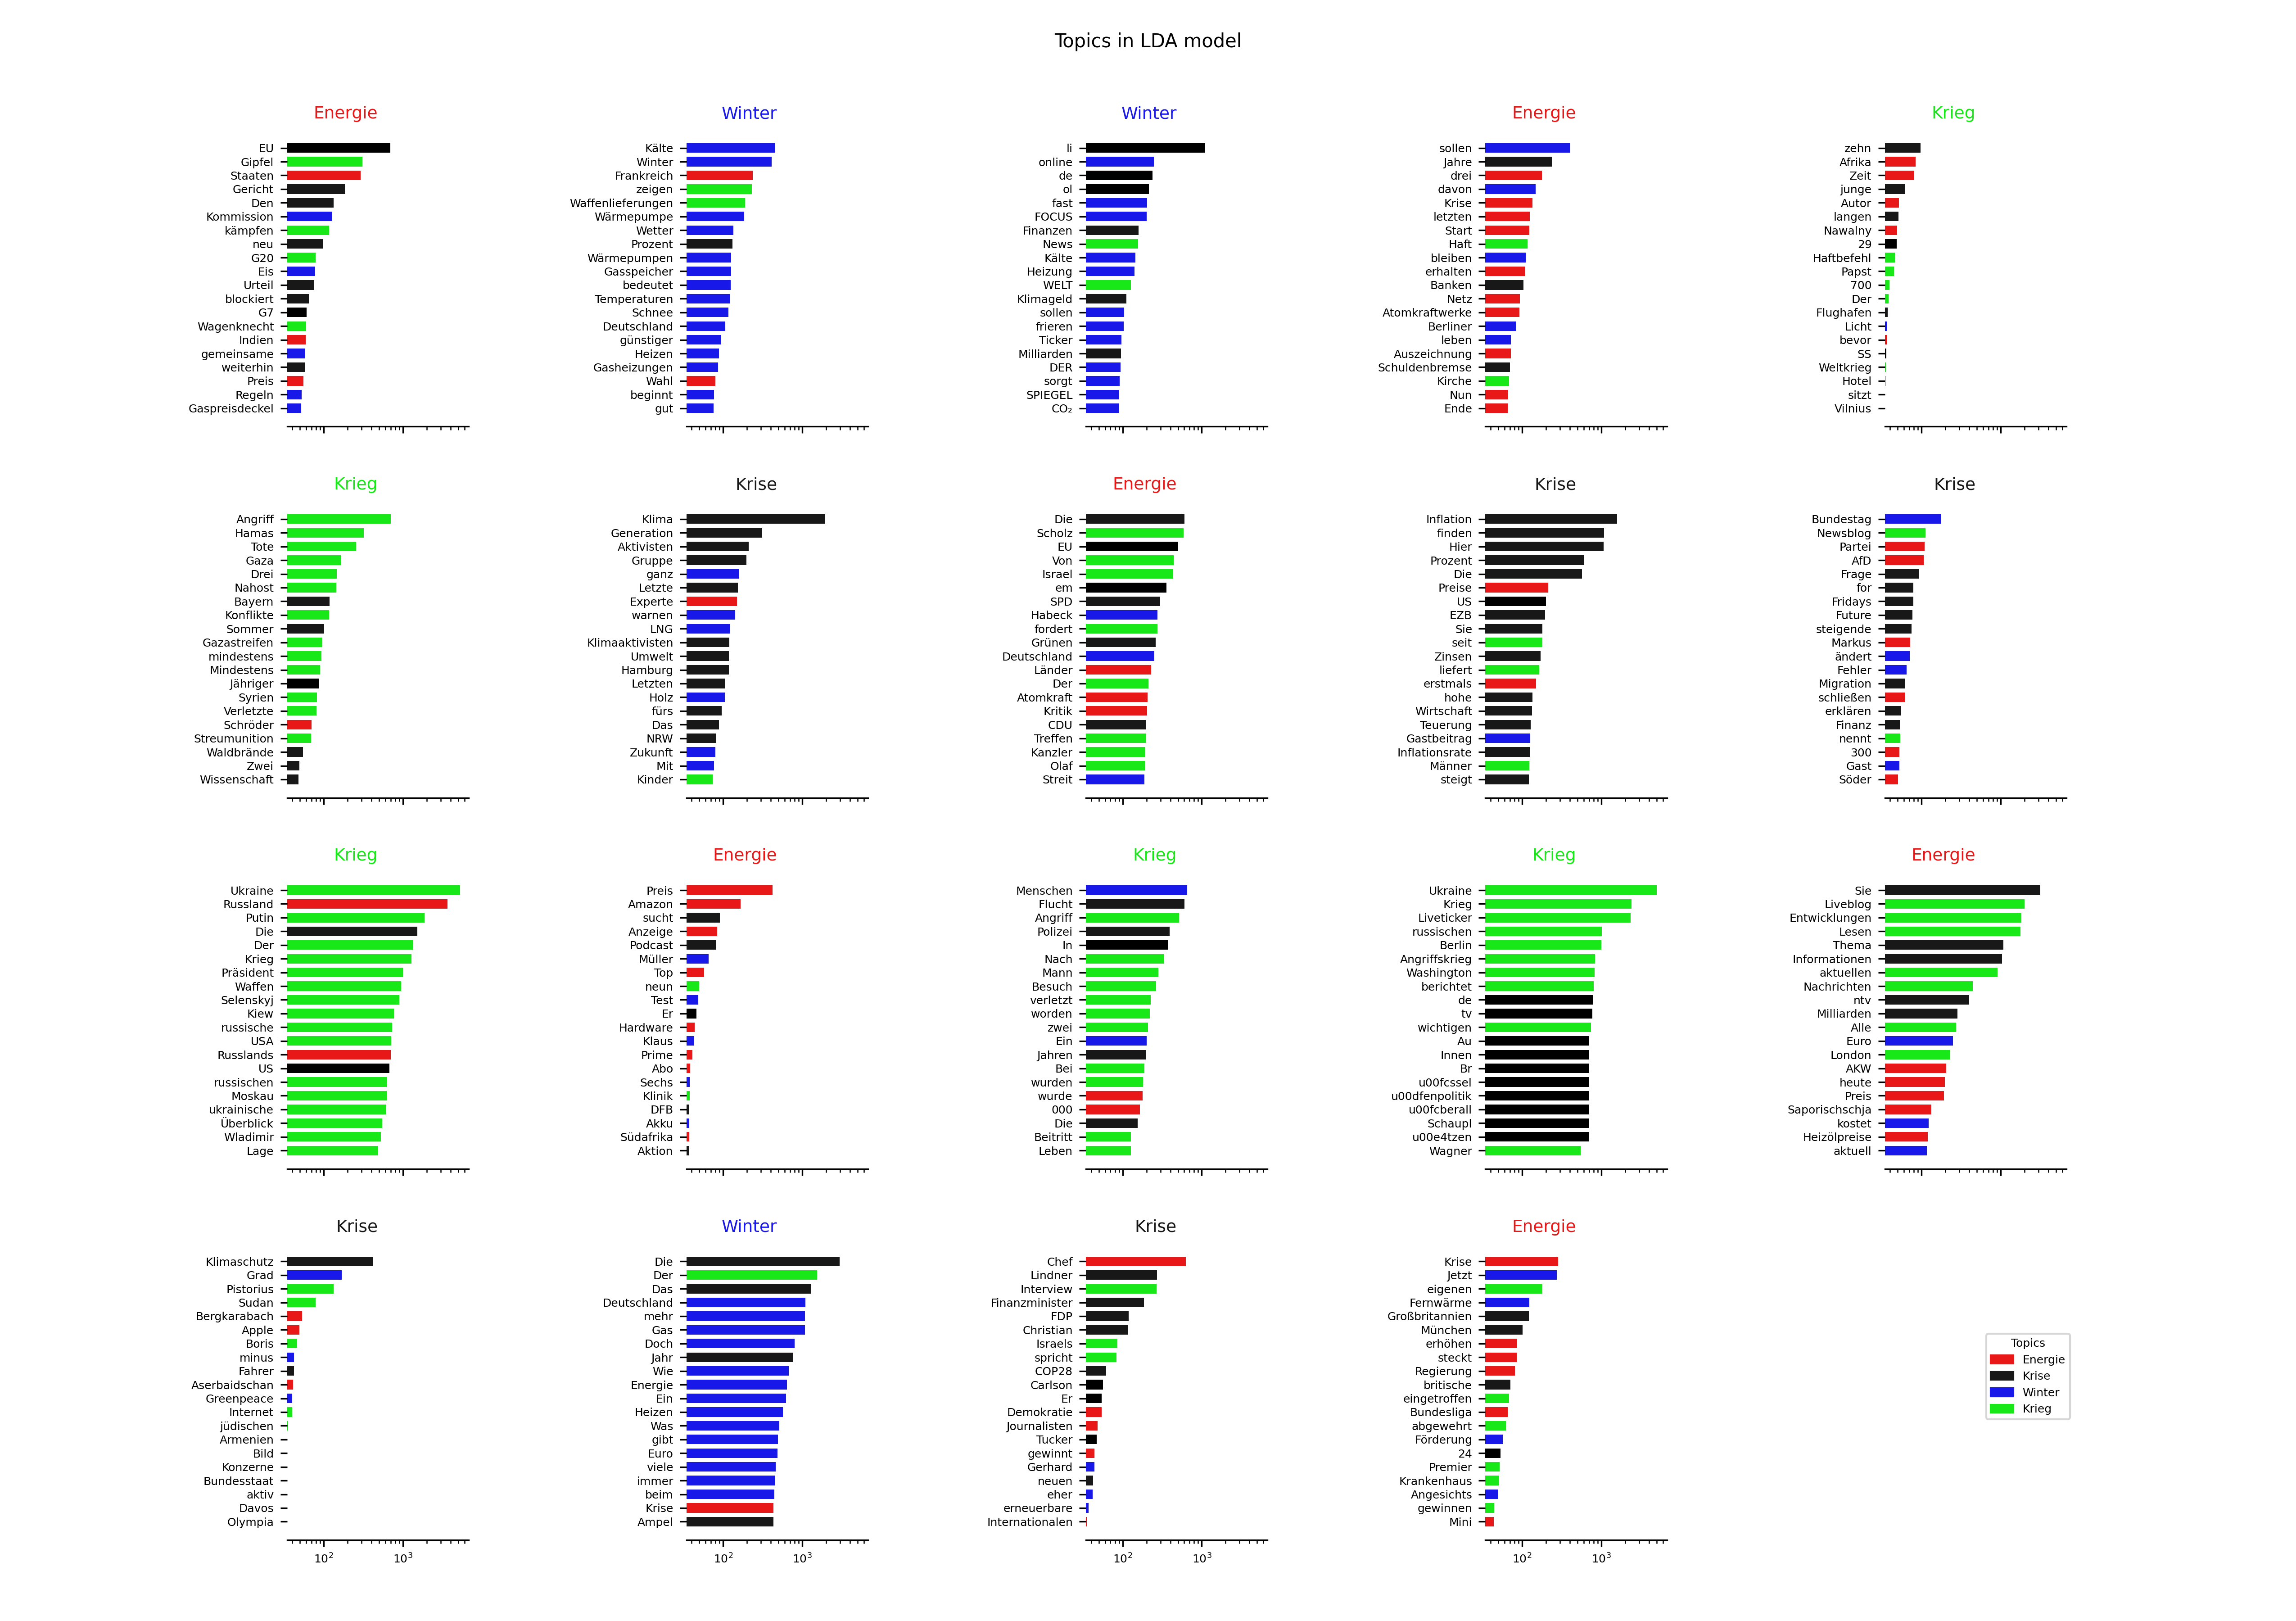 Topics in LDA model
Energie
EU
Gipfel
Staaten
Gericht
Den
Kommission
kämpfen
neu
G20
Eis
Urteil
blockiert
G7
Wagenknecht
Indien
gemeinsame
weiterhin
Preis
Regeln
Gaspreisdeckel
Winter
Kälte
Winter
Frankreich
zeigen
Waffenlieferungen
Wärmepumpe
Wetter
Prozent
Wärmepumpen
Gasspeicher
bedeutet
Temperaturen
Schnee
Deutschland
günstiger
Heizen
Gasheizungen
Wahl
beginnt
gut
Winter
li
online
de
ol
fast
FOCUS
Finanzen
News
Kälte
Heizung
WELT
Klimageld
sollen
frieren
Ticker
Milliarden
DER
sorgt
SPIEGEL
CO₂
Energie
sollen
Jahre
drei
davon
Krise
letzten
Start
Haft
bleiben
erhalten
Banken
Netz
Atomkraftwerke
Berliner
leben
Auszeichnung
Schuldenbremse
Kirche
Nun
Ende
Krieg
zehn
Afrika
Zeit
junge
Autor
langen
Nawalny
29
Haftbefehl
Papst
700
Der
Flughafen
Licht
bevor
SS
Weltkrieg
Hotel
sitzt
Vilnius
Krieg
Angriff
Hamas
Tote
Gaza
Drei
Nahost
Bayern
Konflikte
Sommer
Gazastreifen
mindestens
Mindestens
Jähriger
Syrien
Verletzte
Schröder
Streumunition
Waldbrände
Zwei
Wissenschaft
Krise
Klima
Generation
Aktivisten
Gruppe
ganz
Letzte
Experte
warnen
LNG
Klimaaktivisten
Umwelt
Hamburg
Letzten
Holz
fürs
Das
NRW
Zukunft
Mit
Kinder
Energie
Die
Scholz
EU
Von
Israel
em
SPD
Habeck
fordert
Grünen
Deutschland
Länder
Der
Atomkraft
Kritik
CDU
Treffen
Kanzler
Olaf
Streit
Krise
Inflation
finden
Hier
Prozent
Die
Preise
US
EZB
Sie
seit
Zinsen
liefert
erstmals
hohe
Wirtschaft
Teuerung
Gastbeitrag
Inflationsrate
Männer
steigt
Krise
Bundestag
Newsblog
Partei
AfD
Frage
for
Fridays
Future
steigende
Markus
ändert
Fehler
Migration
schließen
erklären
Finanz
nennt
300
Gast
Söder
Krieg
Ukraine
Russland
Putin
Die
Der
Krieg
Präsident
Waffen
Selenskyj
Kiew
russische
USA
Russlands
US
russischen
Moskau
ukrainische
Überblick
Wladimir
Lage
Energie
Preis
Amazon
sucht
Anzeige
Podcast
Müller
Top
neun
Test
Er
Hardware
Klaus
Prime
Abo
Sechs
Klinik
DFB
Akku
Südafrika
Aktion
Krieg
Menschen
Flucht
Angriff
Polizei
In
Nach
Mann
Besuch
verletzt
worden
zwei
Ein
Jahren
Bei
wurden
wurde
000
Die
Beitritt
Leben
Krieg
Ukraine
Krieg
Liveticker
russischen
Berlin
Angriffskrieg
Washington
berichtet
de
tv
wichtigen
Au
Innen
Br
u00fcssel
u00dfenpolitik
u00fcberall
Schaupl
u00e4tzen
Wagner
Energie
Sie
Liveblog
Entwicklungen
Lesen
Thema
Informationen
aktuellen
Nachrichten
ntv
Milliarden
Alle
Euro
London
AKW
heute
Preis
Saporischschja
kostet
Heizölpreise
aktuell
Krise
Klimaschutz
Grad
Pistorius
Sudan
Bergkarabach
Apple
Boris
minus
Fahrer
Aserbaidschan
Greenpeace
Internet
jüdischen
Armenien
Bild
Konzerne
Bundesstaat
aktiv
Davos
Olympia
10² 10³
Winter
Die
Der
Das
Deutschland
mehr
Gas
Doch
Jahr
Wie
Energie
Ein
Heizen
Was
gibt
Euro
viele
immer
beim
Krise
Ampel
10² 10³
Krise
Chef
Lindner
Interview
Finanzminister
FDP
Christian
Israels
spricht
COP28
Carlson
Er
Demokratie
Journalisten
Tucker
gewinnt
Gerhard
neuen
eher
erneuerbare
Internationalen
10² 10³
Energie
Krise
Jetzt
eigenen
Fernwärme
Großbritannien
München
erhöhen
steckt
Regierung
britische
eingetroffen
Bundesliga
abgewehrt
Förderung
24
Premier
Krankenhaus
Angesichts
gewinnen
Mini
10² 10³
Topics
Energie
Krise
Winter
Krieg